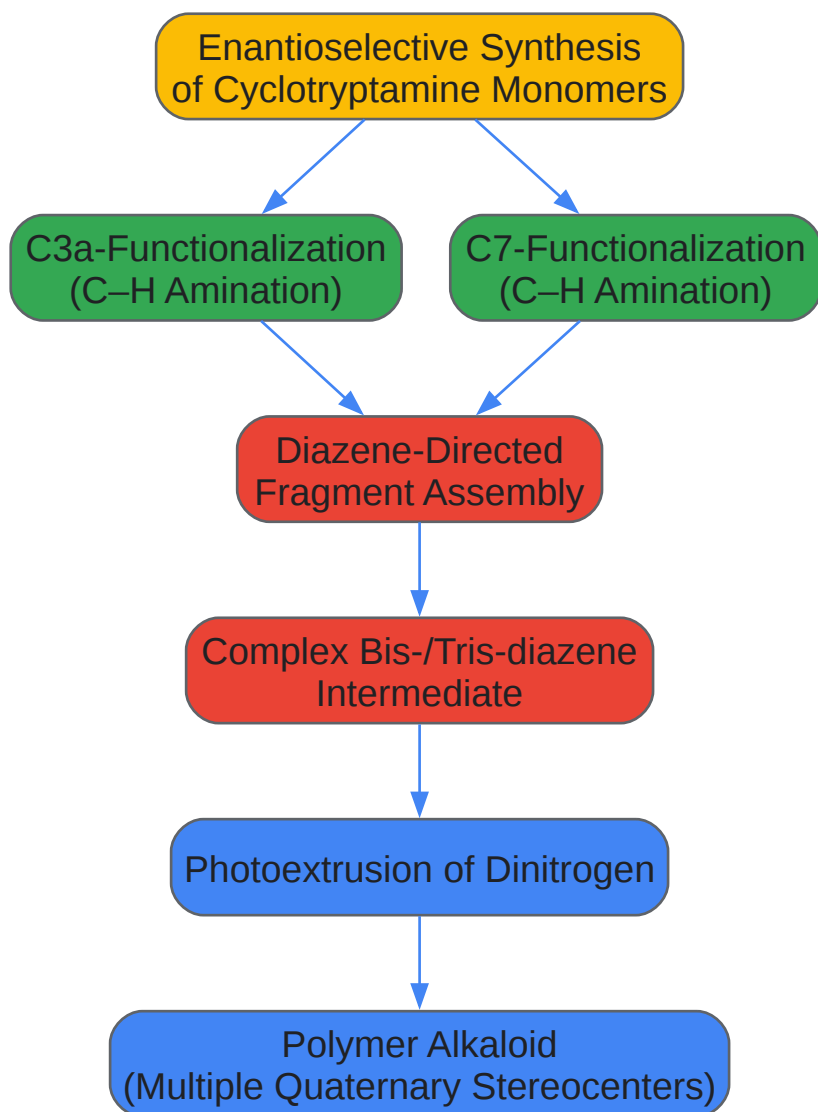 Enantioselective Synthesis
of Cyclotryptamine Monomers
C3a-Functionalization
(C–H Amination)
C7-Functionalization
(C–H Amination)
Diazene-Directed
Fragment Assembly
Complex Bis-/Tris-diazene
Intermediate
Photoextrusion of Dinitrogen
Polymer Alkaloid
(Multiple Quaternary Stereocenters)